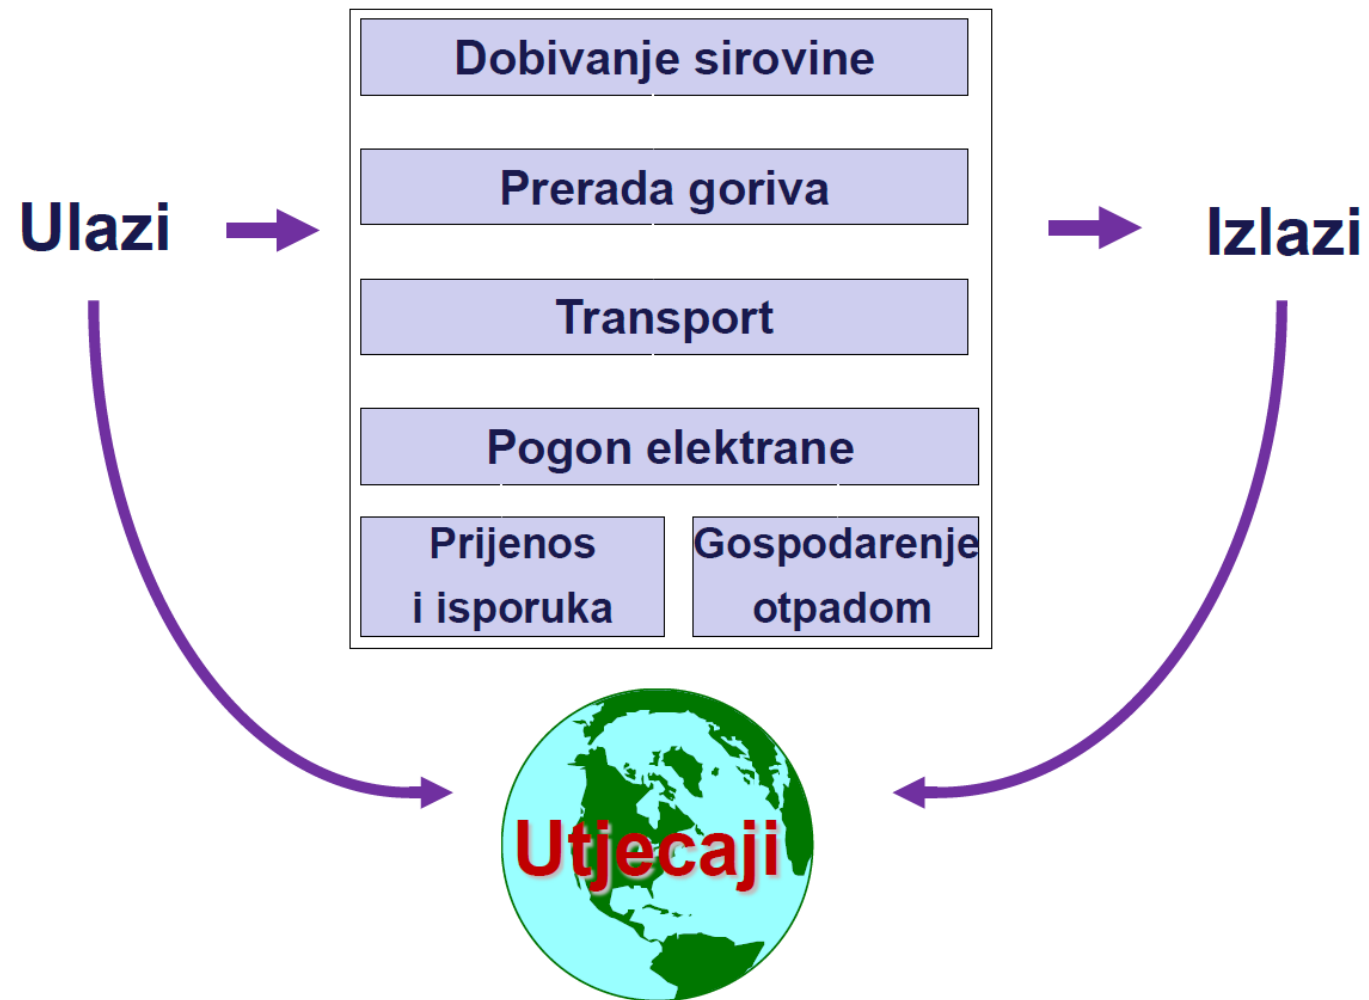 Dobivanje sirovine
Prerada goriva
Ulazi
Izlazi
Transport
Pogon elektrane
Prijenos
i isporuka
Gospodarenje
otpadom
Utjecaji